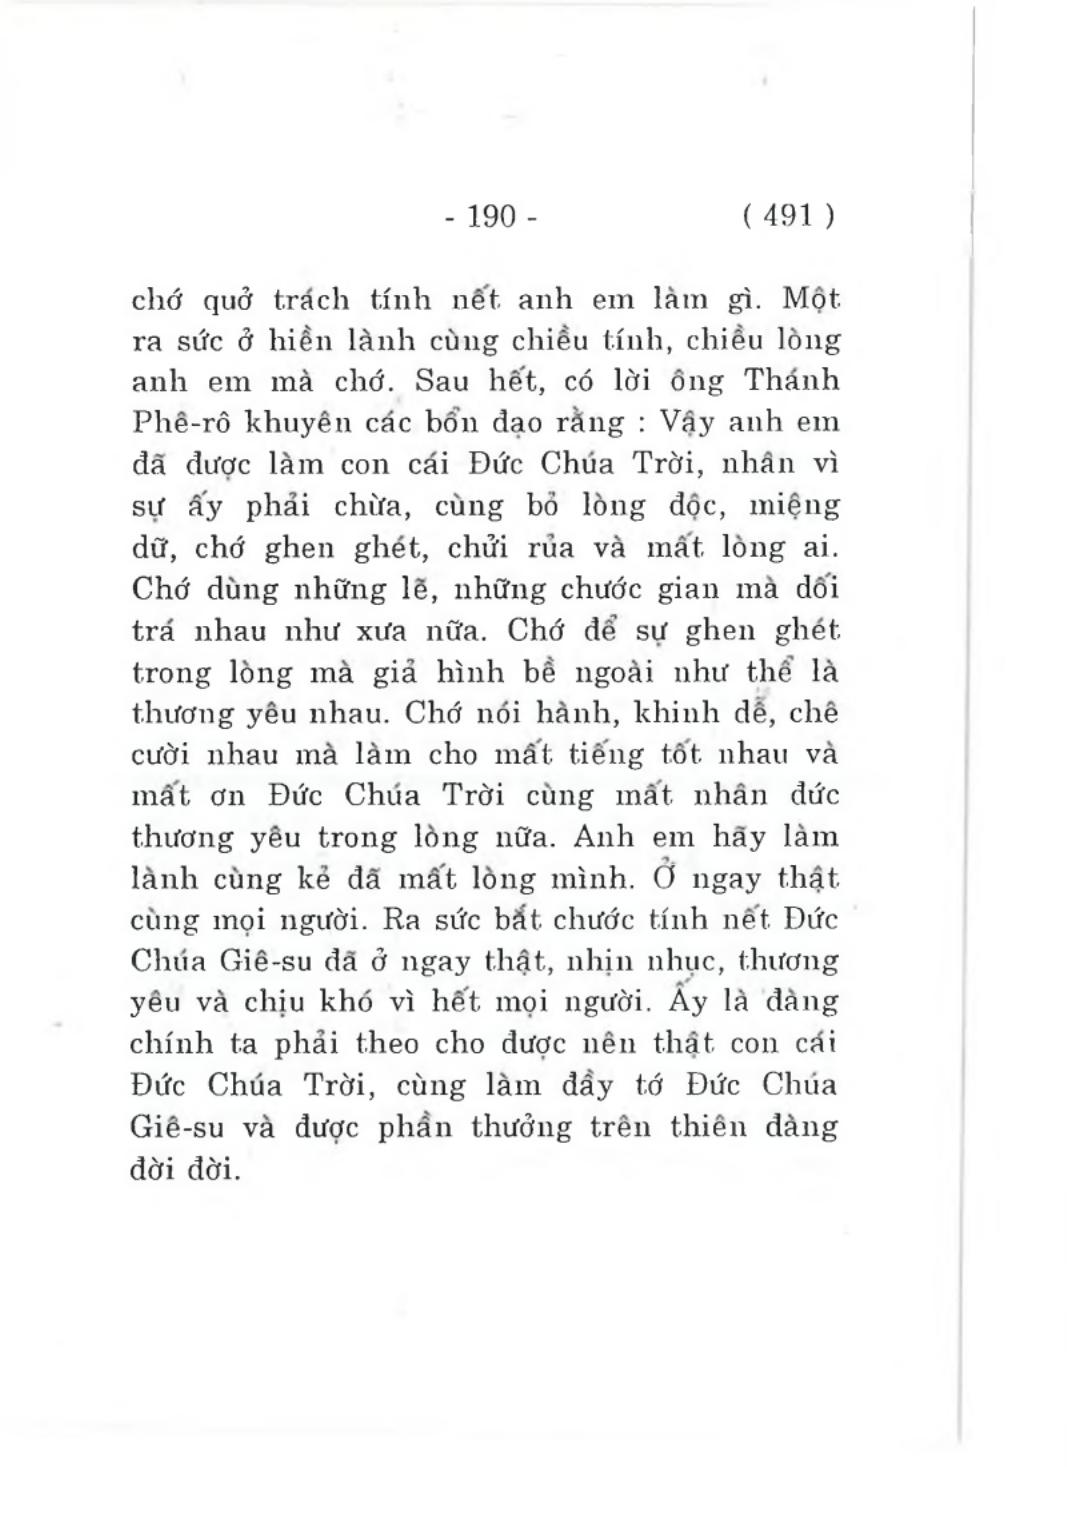 - 190 - ( 491 )
chớ quở trách tính nết anh em làm gì. Một
ra sức ở hiền lành cùng chiều tính, chiều lòng
anh em mà chớ. Sau hết, có lời ông Thánh
Phê-rô khuyên các bổn đạo rằng : Vậy anh em
đã được làm con cái Đức Chúa Trời, nhân vì
sự ấy phải chừa, cùng bỏ lòng độc, miệng
dữ, chớ ghen ghét, chửi rủa và mất lòng ai.
Chớ dùng những lẽ, những chước gian mà dối
trá nhau như xưa nữa. Chớ để sự ghen ghét
trong lòng mà giả hình bề ngoài như thể là
thương yêu nhau. Chớ nói hành, khinh dễ, chê
cười nhau mà làm cho mất tiếng tốt nhau và
mất ơn Đức Chúa Trời cùng mất nhân đức
thương yêu trong lòng nữa. Anh em hãy làm
lành cùng kẻ đã mất lòng mình. Ở ngay thật
cùng mọi người. Ra sức bắt chước tính nết Đức
Chúa Giê-su đã ở ngay thật, nhịn nhục, thương
yêu và chịu khó vì hết mọi người. Ấy là đàng
chính ta phải theo cho được nên thật con cái
Đức Chúa Trời, cùng làm đầy tớ Đức Chúa
Giê-su và được phần thưởng trên thiên đàng
đời đời.